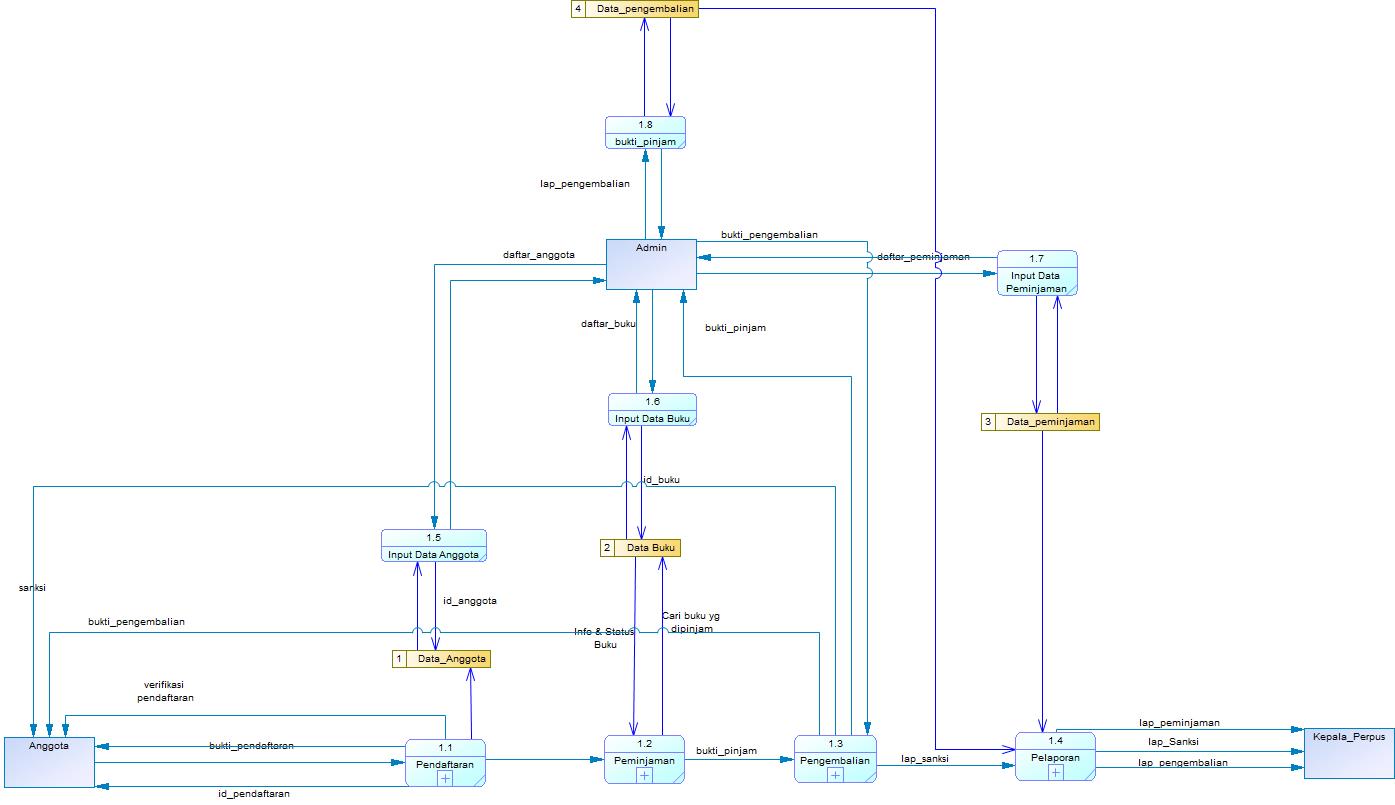 4 Data_pengembalian
1.8
bukti_pinjam
lap_pengembalian
bukti_pengembalian
Admin
daftar_anggota
daftar_peminjaman
1.7
Input Data
Peminjaman
daftar_buku
bukti_pinjam
1.6
Input Data Buku
3 Data_peminjaman
id_buku
1.5
Input Data Anggota
2 Data Buku
sanksi
id_anggota
bukti_pengembalian
Cari buku yg
dipinjam
Info & Status
Buku
1 Data_Anggota
verifikasi
pendaftaran
Anggota
bukti_pendaftaran
1.1
Pendaftaran
id_pendaftaran
1.2
Peminjaman
bukti_pinjam
1.3
Pengembalian
lap_sanksi
1.4
Pelaporan
lap_peminjaman
lap_Sanksi
lap_pengembalian
Kepala_Perpus